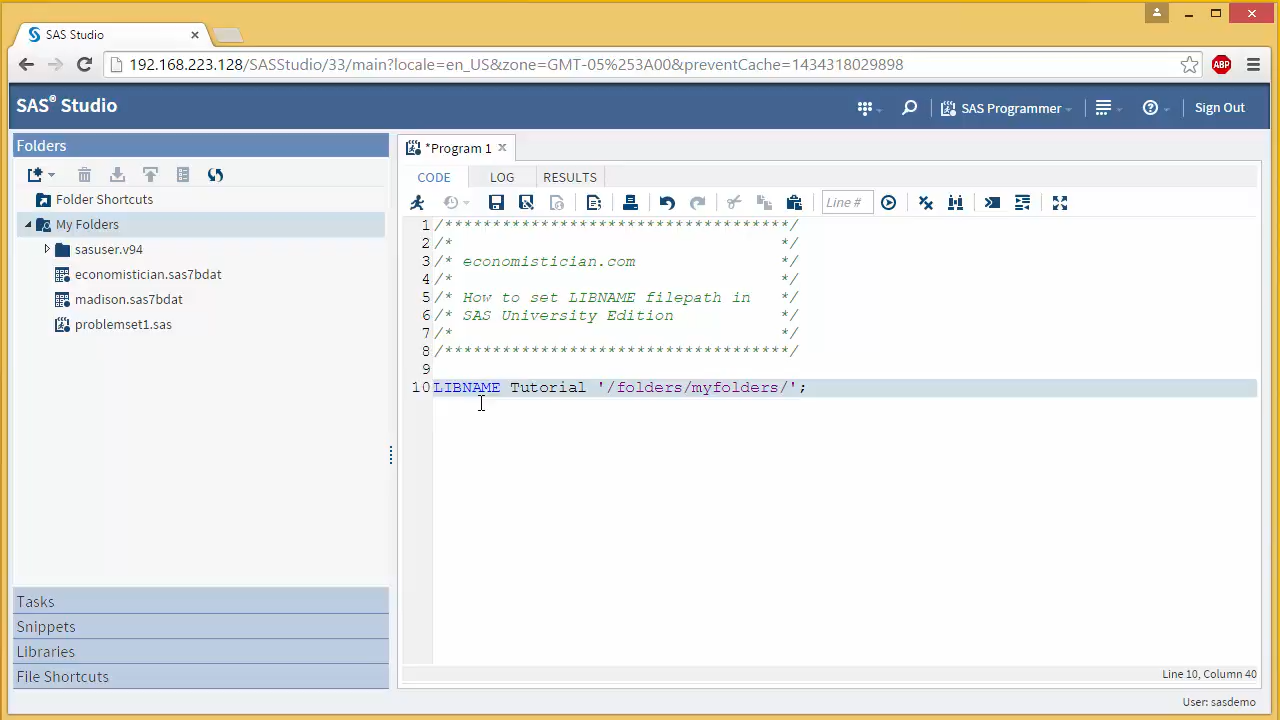 SAS Studio
192.168.223.128/SASStudio/33/main?locale=en_US&zone=GMT-05%253A00&preventCache=1434318029898
ABP
SAS® Studio
SAS Programmer
Sign Out
Folders
Folder Shortcuts
My Folders
sasuser.v94
economistician.sas7bdat
madison.sas7bdat
problemset1.sas
Tasks
Snippets
Libraries
File Shortcuts
*Program 1
CODE LOG RESULTS
Line #
1 /************************************/
2 /* */
3 /* economistician.com */
4 /* */
5 /* How to set LIBNAME filepath in */
6 /* SAS University Edition */
7 /* */
8 /************************************/
9
10 LIBNAME Tutorial '/folders/myfolders/';
Line 10, Column 40
User: sasdemo